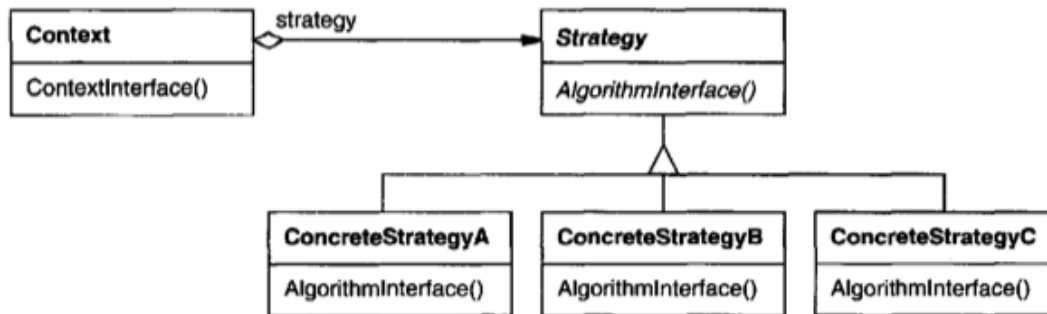 strategy
Context
Strategy
ContextInterface()
AlgorithmInterface()
ConcreteStrategyA
ConcreteStrategyB
ConcreteStrategyC
AlgorithmInterface()
AlgorithmInterface()
AlgorithmInterface()